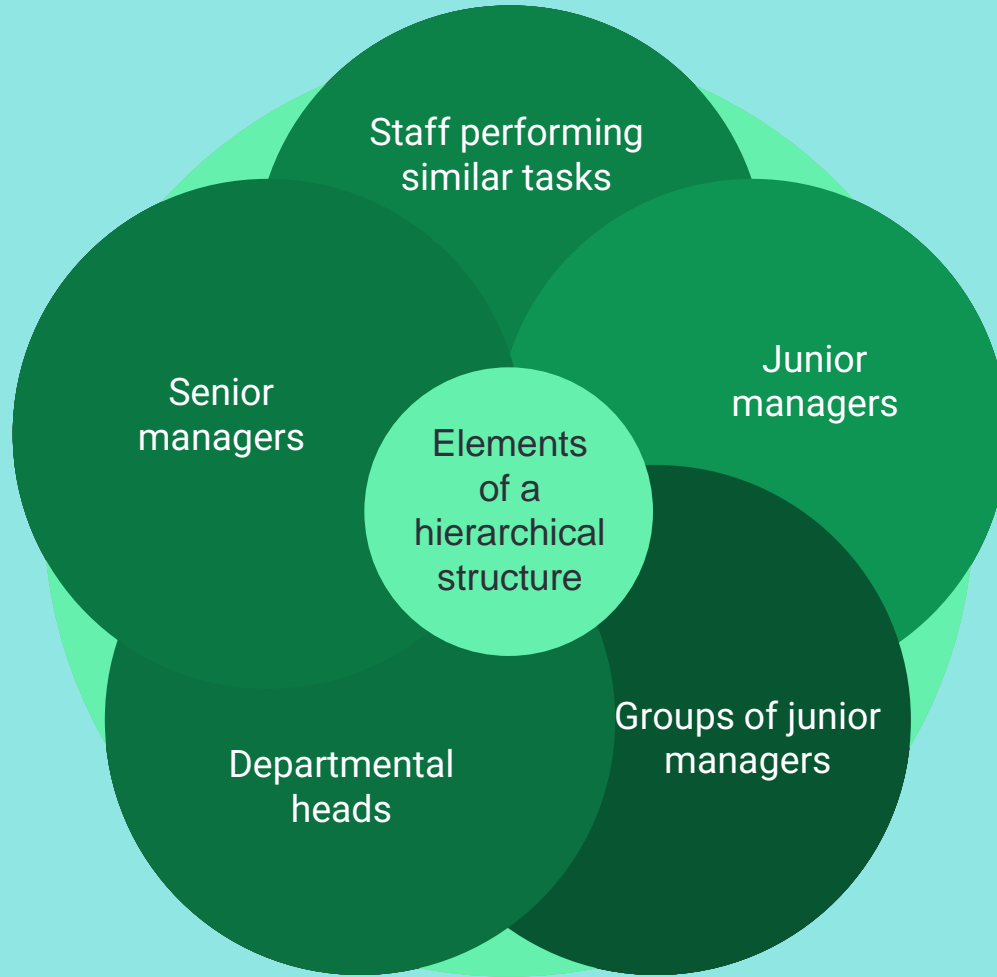 Staff performing
similar tasks
Junior
managers
Senior
managers
Elements
of a
hierarchical
structure
Groups of junior
managers
Departmental
heads